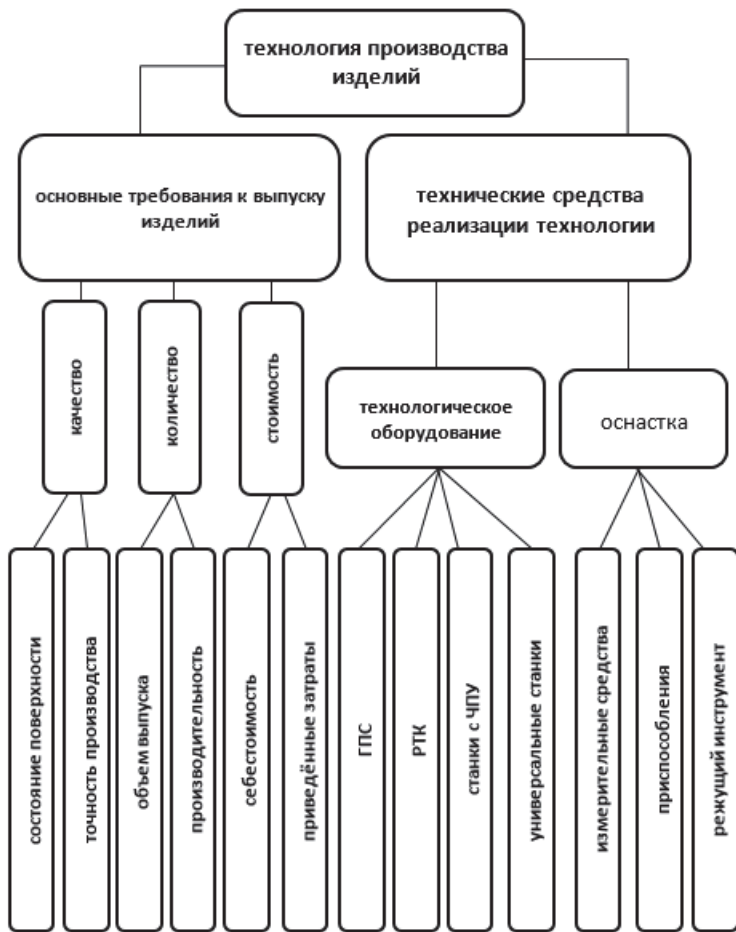 технология производства
изделий
основные требования к выпуску
изделий
технические средства
реализации технологии
качество
количество
стоимость
технологическое
оборудование
оснастка
состояние поверхности
точность производства
объем выпуска
производительность
себестоимость
приведённые затраты
ГПС
РТК
станки с ЧПУ
универсальные станки
измерительные средства
приспособления
режущий инструмент